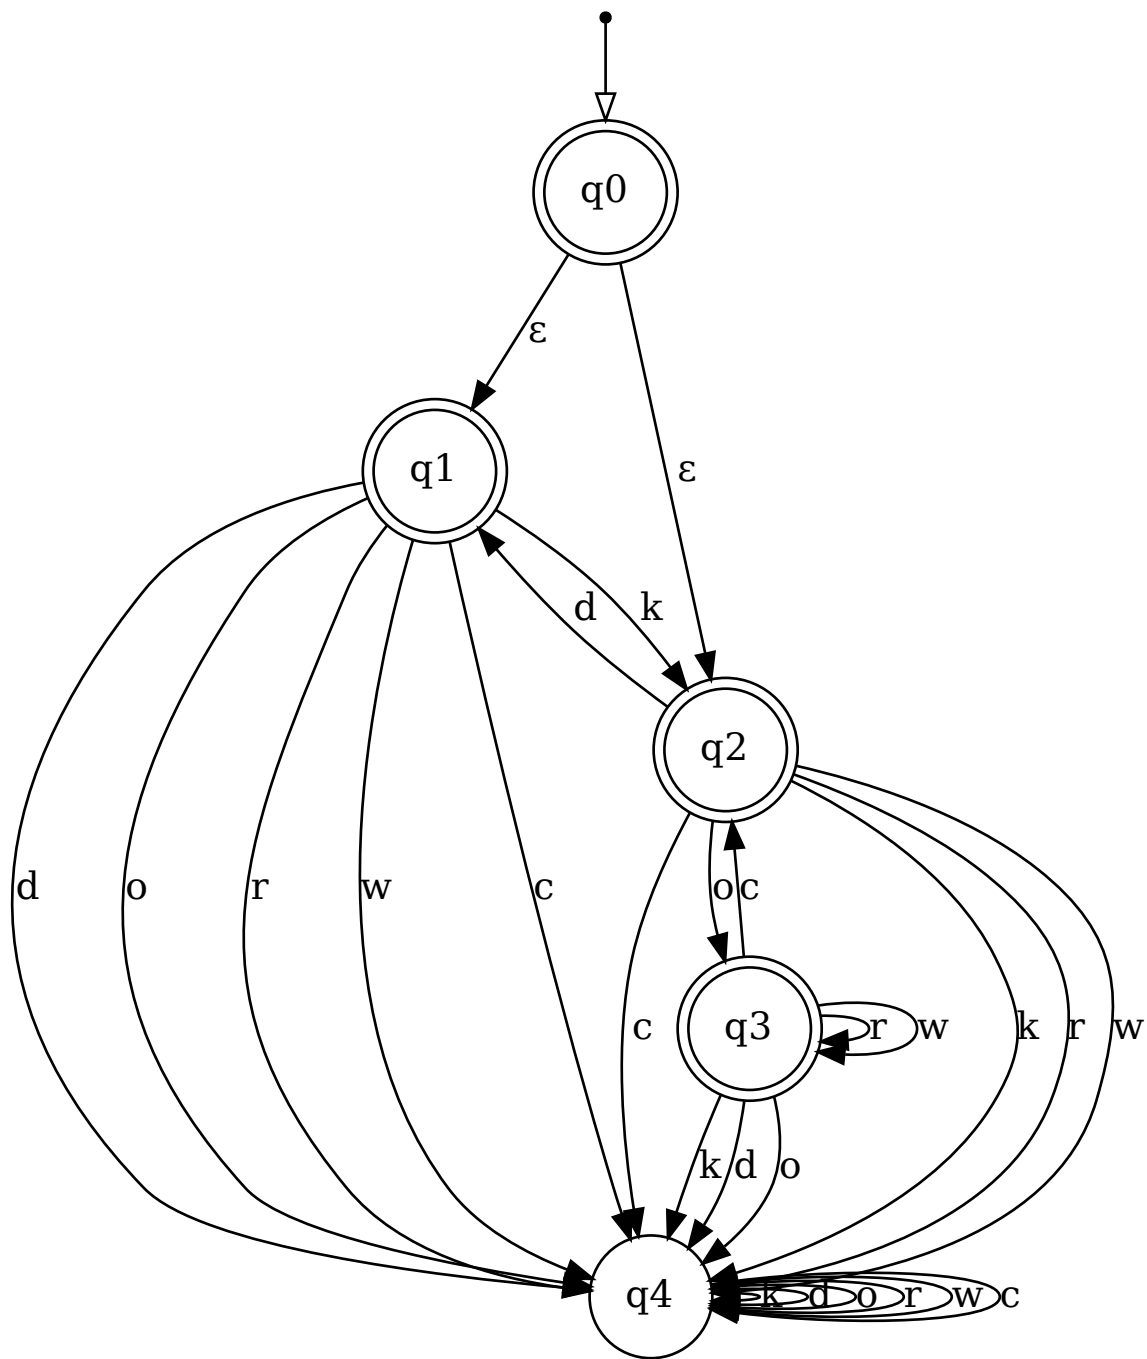 q0
ε
q1
ε
d k
q2
d o r w c o c
c q3 r w k r w
k d o
q4 k d o r w c